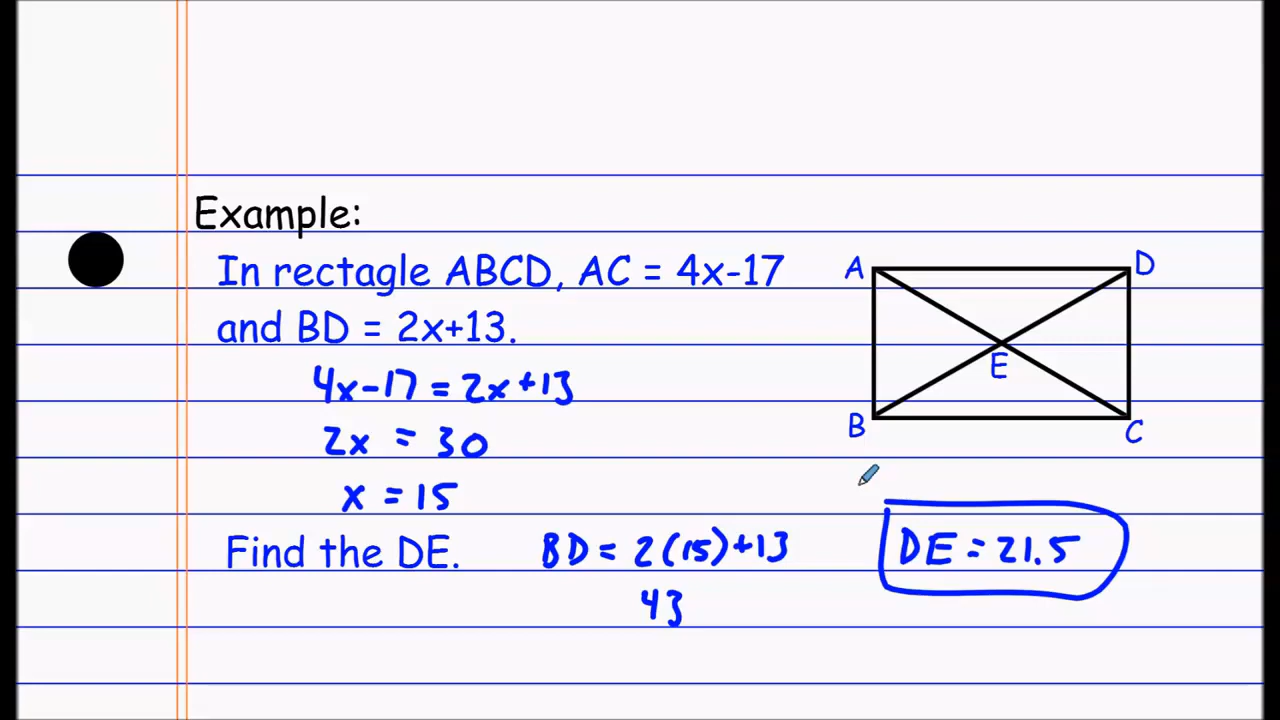 Example:
In rectagle ABCD, AC = 4x-17
and BD = 2x+13.
4x-17 = 2x+13
2x = 30
x = 15
Find the DE.
BD = 2(15)+13
43
DE = 21.5
A
D
E
B
C